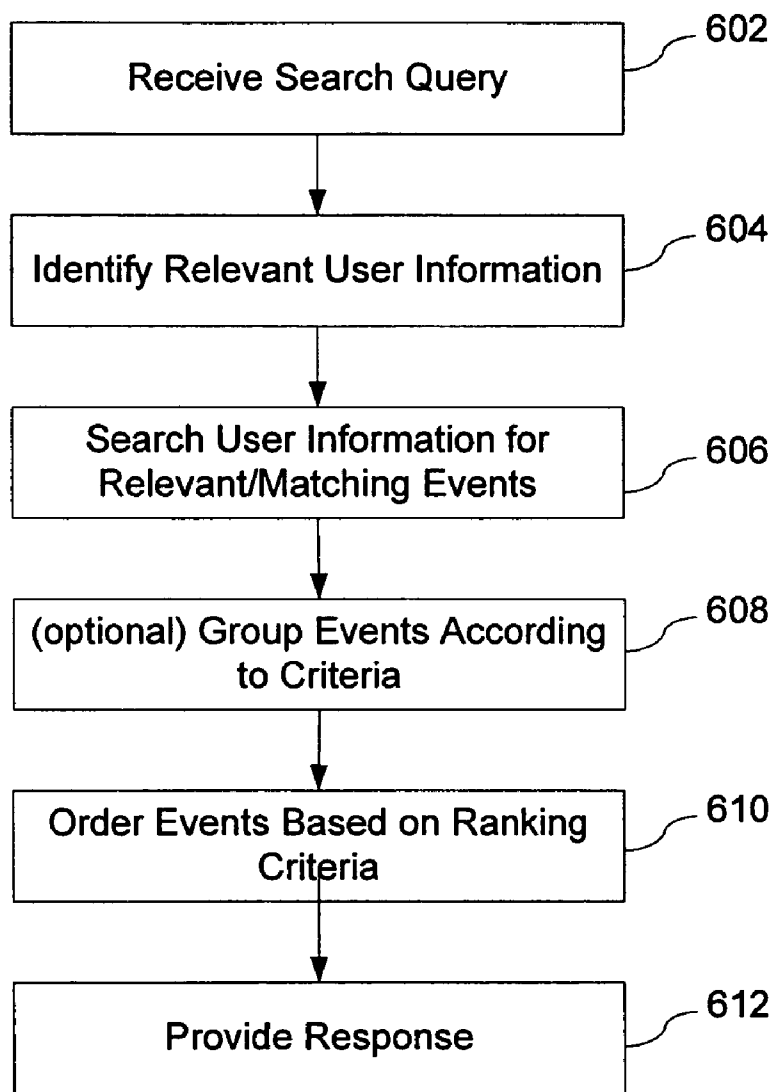 602
Receive Search Query
604
Identify Relevant User Information
606
Search User Information for
Relevant/Matching Events
608
(optional) Group Events According
to Criteria
610
Order Events Based on Ranking
Criteria
612
Provide Response